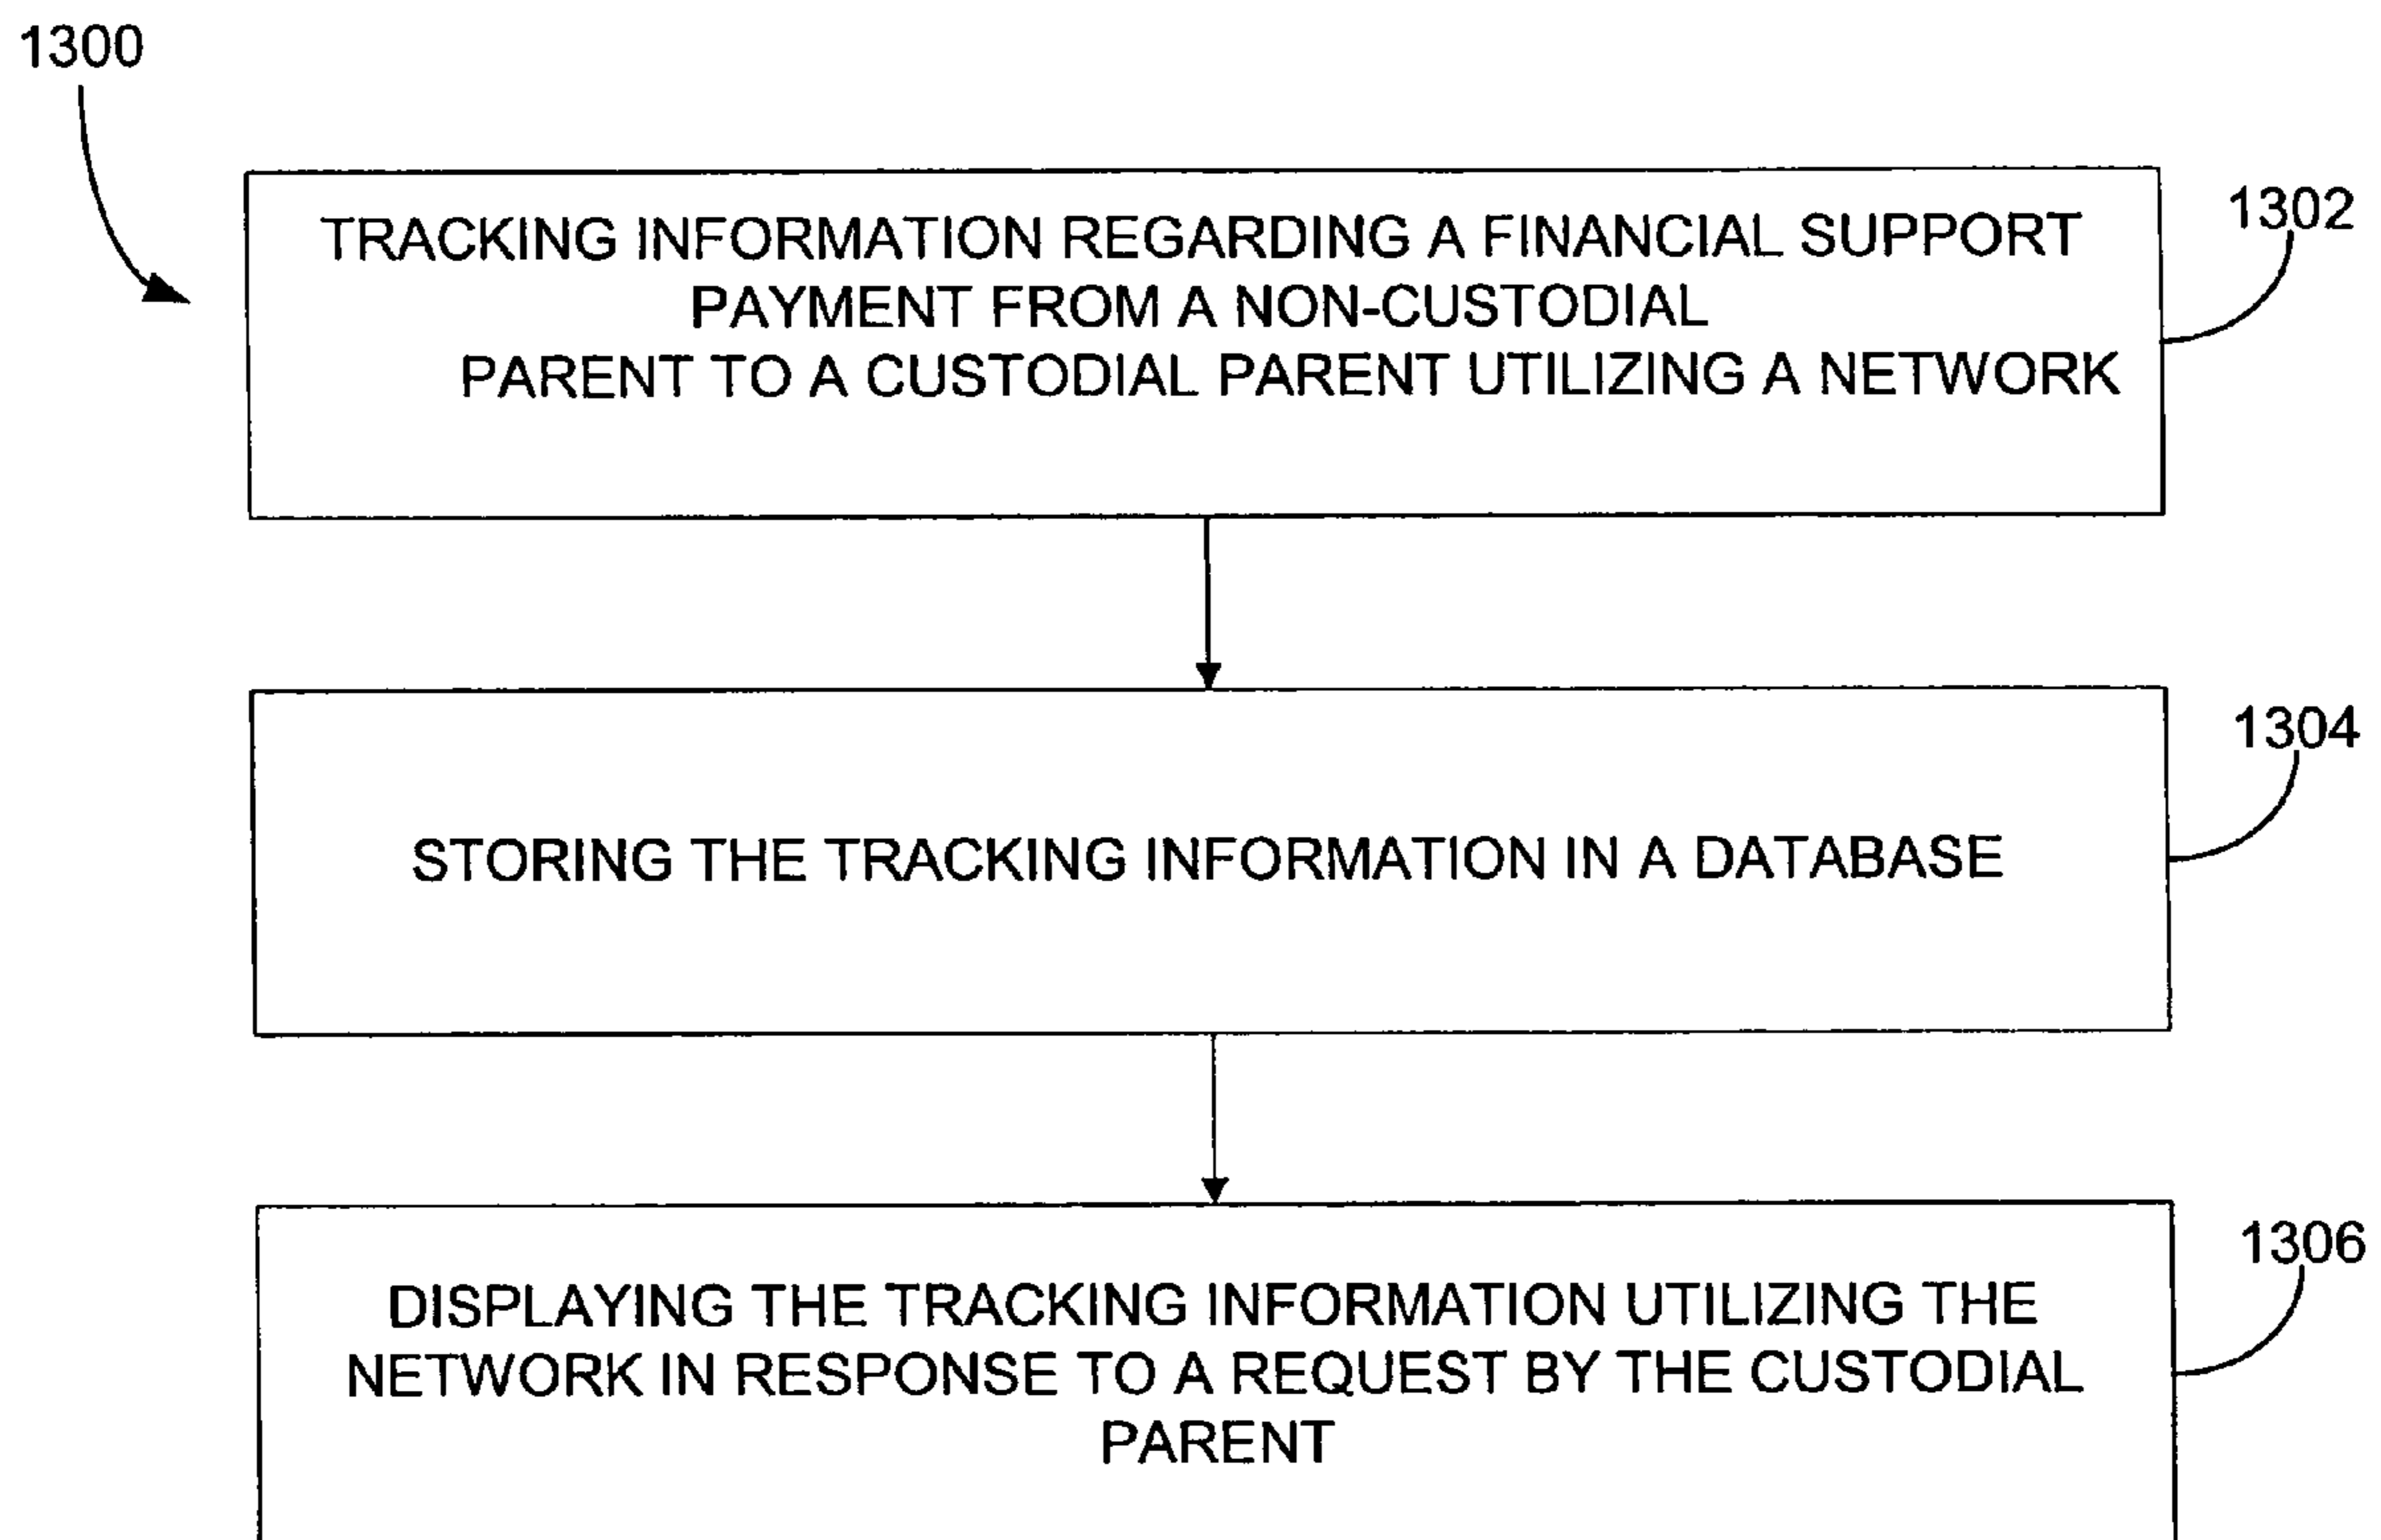 1300
TRACKING INFORMATION REGARDING A FINANCIAL SUPPORT
PAYMENT FROM A NON-CUSTODIAL
PARENT TO A CUSTODIAL PARENT UTILIZING A NETWORK
1302
STORING THE TRACKING INFORMATION IN A DATABASE
1304
DISPLAYING THE TRACKING INFORMATION UTILIZING THE
NETWORK IN RESPONSE TO A REQUEST BY THE CUSTODIAL
PARENT
1306